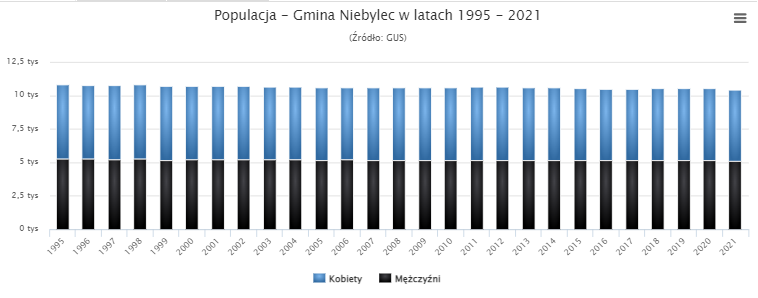 Populacja - Gmina Niebylec w latach 1995 - 2021
(Źródło: GUS)
12,5 tys
10 tys
7,5 tys
5 tys
2,5 tys
0 tys
1995 1996 1997 1998 1999 2000 2001 2002 2003 2004 2005 2006 2007 2008 2009 2010 2011 2012 2013 2014 2015 2016 2017 2018 2019 2020 2021
Kobiety Mężczyźni